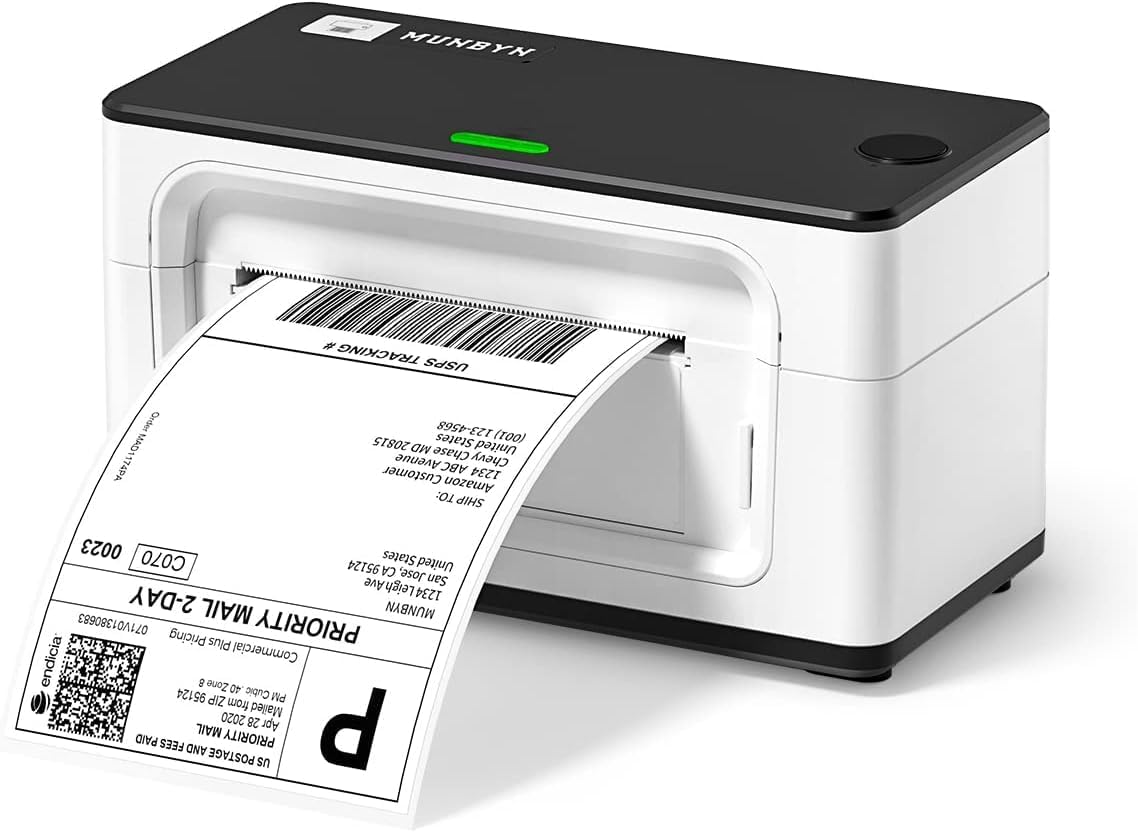 MUNBYN
P
US POSTAGE AND FEES PAID
PRIORITY MAIL
Apr 28 2020
Mailed from ZIP 95124
PM Cubic .40 Zone 8
Commercial Plus Pricing
endicia
071V01380683
PRIORITY MAIL 2-DAY
MUNBYN
1234 Leigh Ave
San Jose, CA 95124
United States
C070 0023
SHIP TO:
Amazon Customer
1234 ABC Avenue
Chevy Chase MD 20815
United States
(001) 123-4568
Order MAD1174PA
USPS TRACKING #